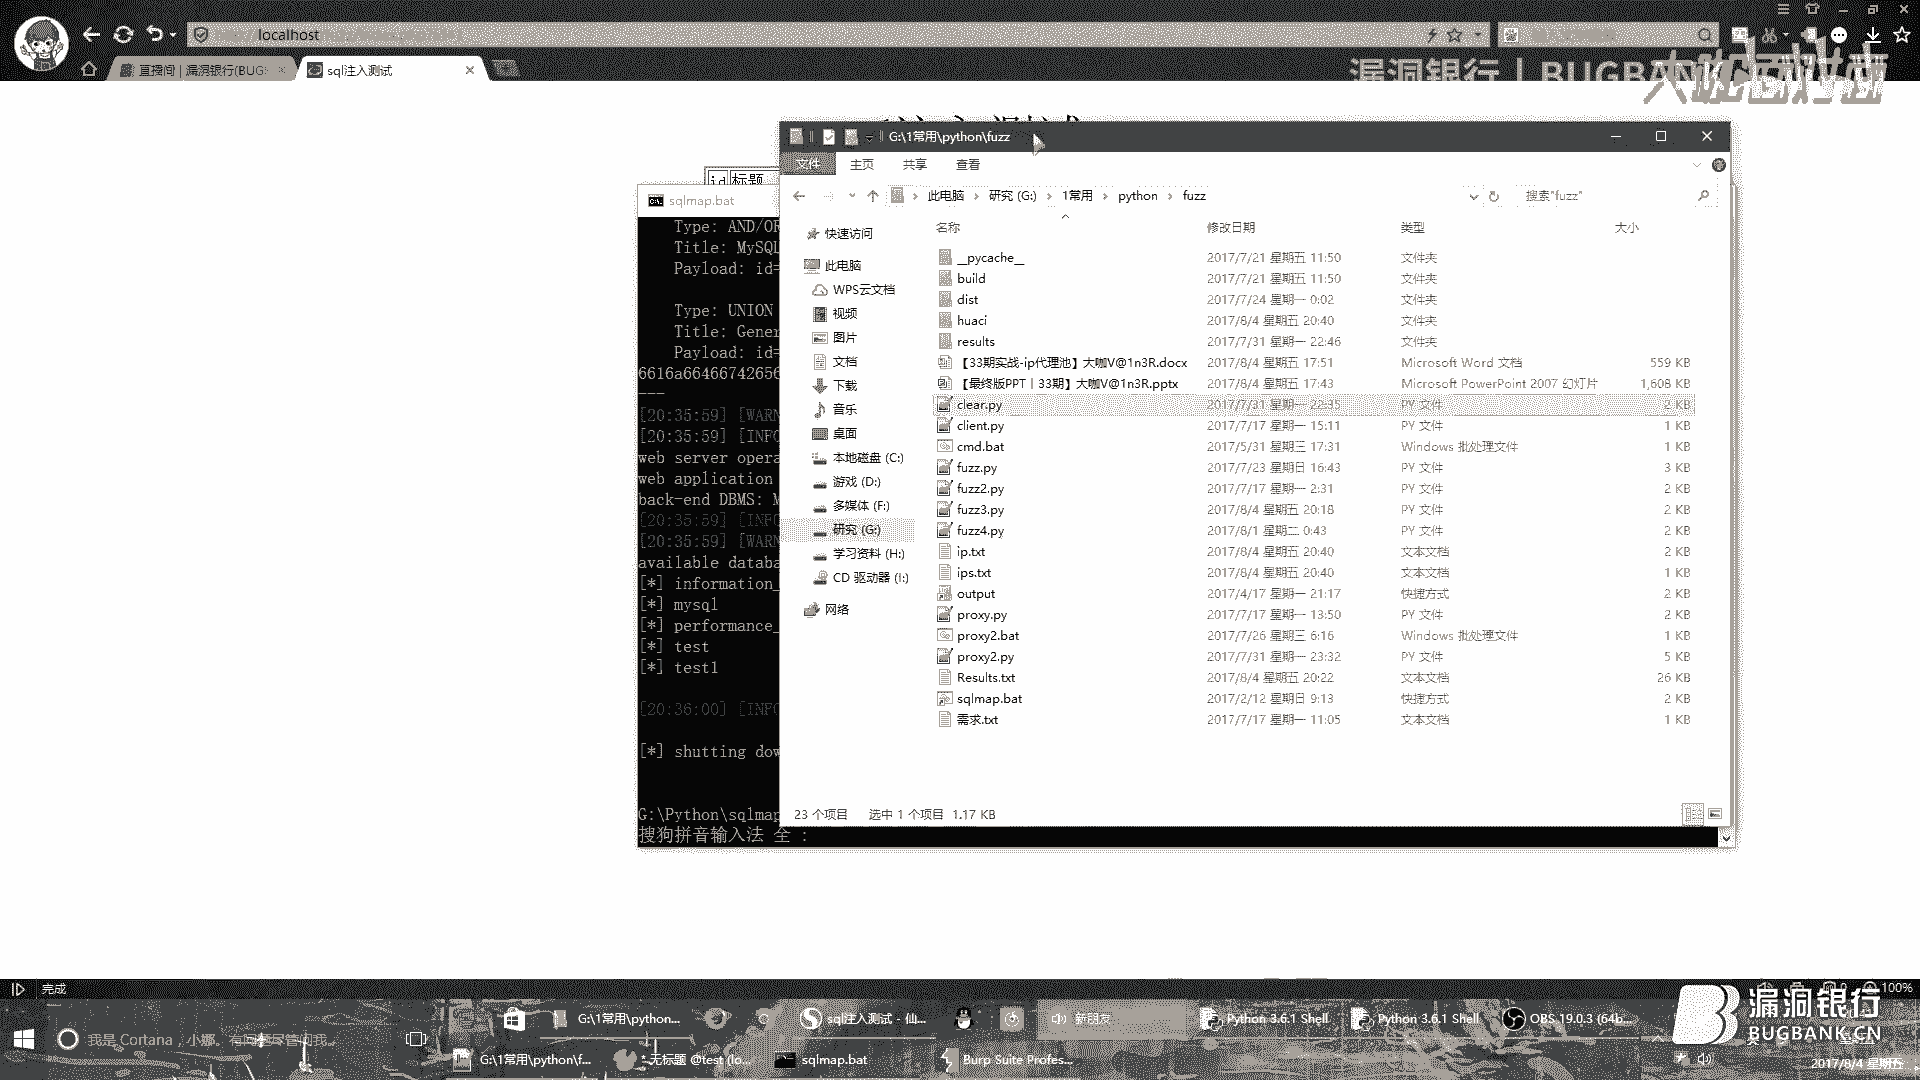 localhost
直播间 | 漏洞银行(BUG
sql注入测试
漏洞银行 | BUGBANK
G:\1常用\python\fuzz
文件 主页 共享 查看
此电脑 › 研究 (G:) › 1常用 › python › fuzz
搜索"fuzz"
id 标题
sqlmap.bat
Type: AND/OR
Title: MySQL
Payload: id=
Type: UNION
Title: Gener
Payload: id=
6616a66466742656
---
[20:35:59] [WARN
[20:35:59] [INFO
web server opera
web application
back-end DBMS: M
[20:35:59] [INFO
[20:35:59] [WARN
available databa
[*] information_
[*] mysql
[*] performance_
[*] test
[*] test1
[20:36:00] [INFO
[*] shutting dow
G:\Python\sqlmap
搜狗拼音输入法 全 :
快速访问
此电脑
WPS云文档
视频
图片
文档
下载
音乐
桌面
本地磁盘 (C:)
游戏 (D:)
多媒体 (F:)
研究 (G:)
学习资料 (H:)
CD 驱动器 (I:)
网络
名称 修改日期 类型 大小
__pycache__ 2017/7/21 星期五 11:50 文件夹
build 2017/7/21 星期五 11:50 文件夹
dist 2017/7/24 星期一 0:02 文件夹
huaci 2017/8/4 星期五 20:40 文件夹
results 2017/7/31 星期一 22:46 文件夹
【33期实战-ip代理池】大咖V@1n3R.docx 2017/8/4 星期五 17:51 Microsoft Word 文档 559 KB
【最终版PPT丨33期】大咖V@1n3R.pptx 2017/8/4 星期五 17:43 Microsoft PowerPoint 2007 幻灯片 1,608 KB
clear.py 2017/7/31 星期一 22:35 PY 文件 2 KB
client.py 2017/7/17 星期一 15:11 PY 文件 1 KB
cmd.bat 2017/5/31 星期三 17:31 Windows 批处理文件 1 KB
fuzz.py 2017/7/23 星期日 16:43 PY 文件 3 KB
fuzz2.py 2017/7/17 星期一 2:31 PY 文件 2 KB
fuzz3.py 2017/8/4 星期五 20:18 PY 文件 2 KB
fuzz4.py 2017/8/1 星期二 0:43 PY 文件 2 KB
ip.txt 2017/8/4 星期五 20:40 文本文档 2 KB
ips.txt 2017/8/4 星期五 20:40 文本文档 1 KB
output 2017/4/17 星期一 21:17 快捷方式 2 KB
proxy.py 2017/7/17 星期一 13:50 PY 文件 2 KB
proxy2.bat 2017/7/26 星期三 6:16 Windows 批处理文件 1 KB
proxy2.py 2017/7/31 星期一 23:32 PY 文件 5 KB
Results.txt 2017/8/4 星期五 20:22 文本文档 26 KB
sqlmap.bat 2017/2/12 星期日 9:13 快捷方式 2 KB
需求.txt 2017/7/17 星期一 11:05 文本文档 1 KB
23 个项目 选中 1 个项目 1.17 KB
完成
100%
漏洞银行
BUGBANK.CN
G:\1常用\python...
sql注入测试 - 仙...
新朋友
Python 3.6.1 Shell
Python 3.6.1 Shell
OBS 19.0.3 (64b...
我是 Cortana，小娜。有问题尽管问我。
G:\1常用\python\f...
*无标题 @test (lo...
sqlmap.bat
Burp Suite Profes...
2017/8/4 星期五